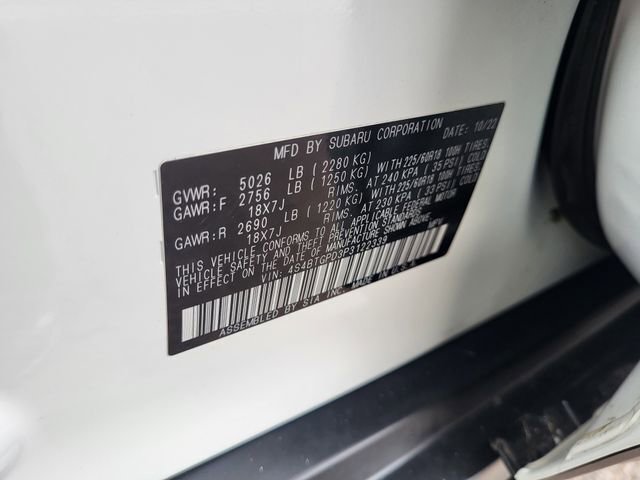 MFD BY SUBARU CORPORATION DATE: 10/22
GVWR: 5026 LB (2280 KG)
GAWR:F 2756 LB (1250 KG) WITH 225/60R18 100H TIRES.
18X7J RIMS. AT 240 KPA (35 PSI) COLD
GAWR:R 2690 LB (1220 KG) WITH 225/60R18 100H TIRES.
18X7J RIMS. AT 230 KPA (33 PSI) COLD
THIS VEHICLE CONFORMS TO ALL APPLICABLE FEDERAL MOTOR
VEHICLE SAFETY AND THEFT PREVENTION STANDARDS
IN EFFECT ON THE DATE OF MANUFACTURE SHOWN ABOVE.
VIN: 4S4BTGPD3P3122339 MPV
ASSEMBLED BY SIA INC. MADE IN U.S.A.